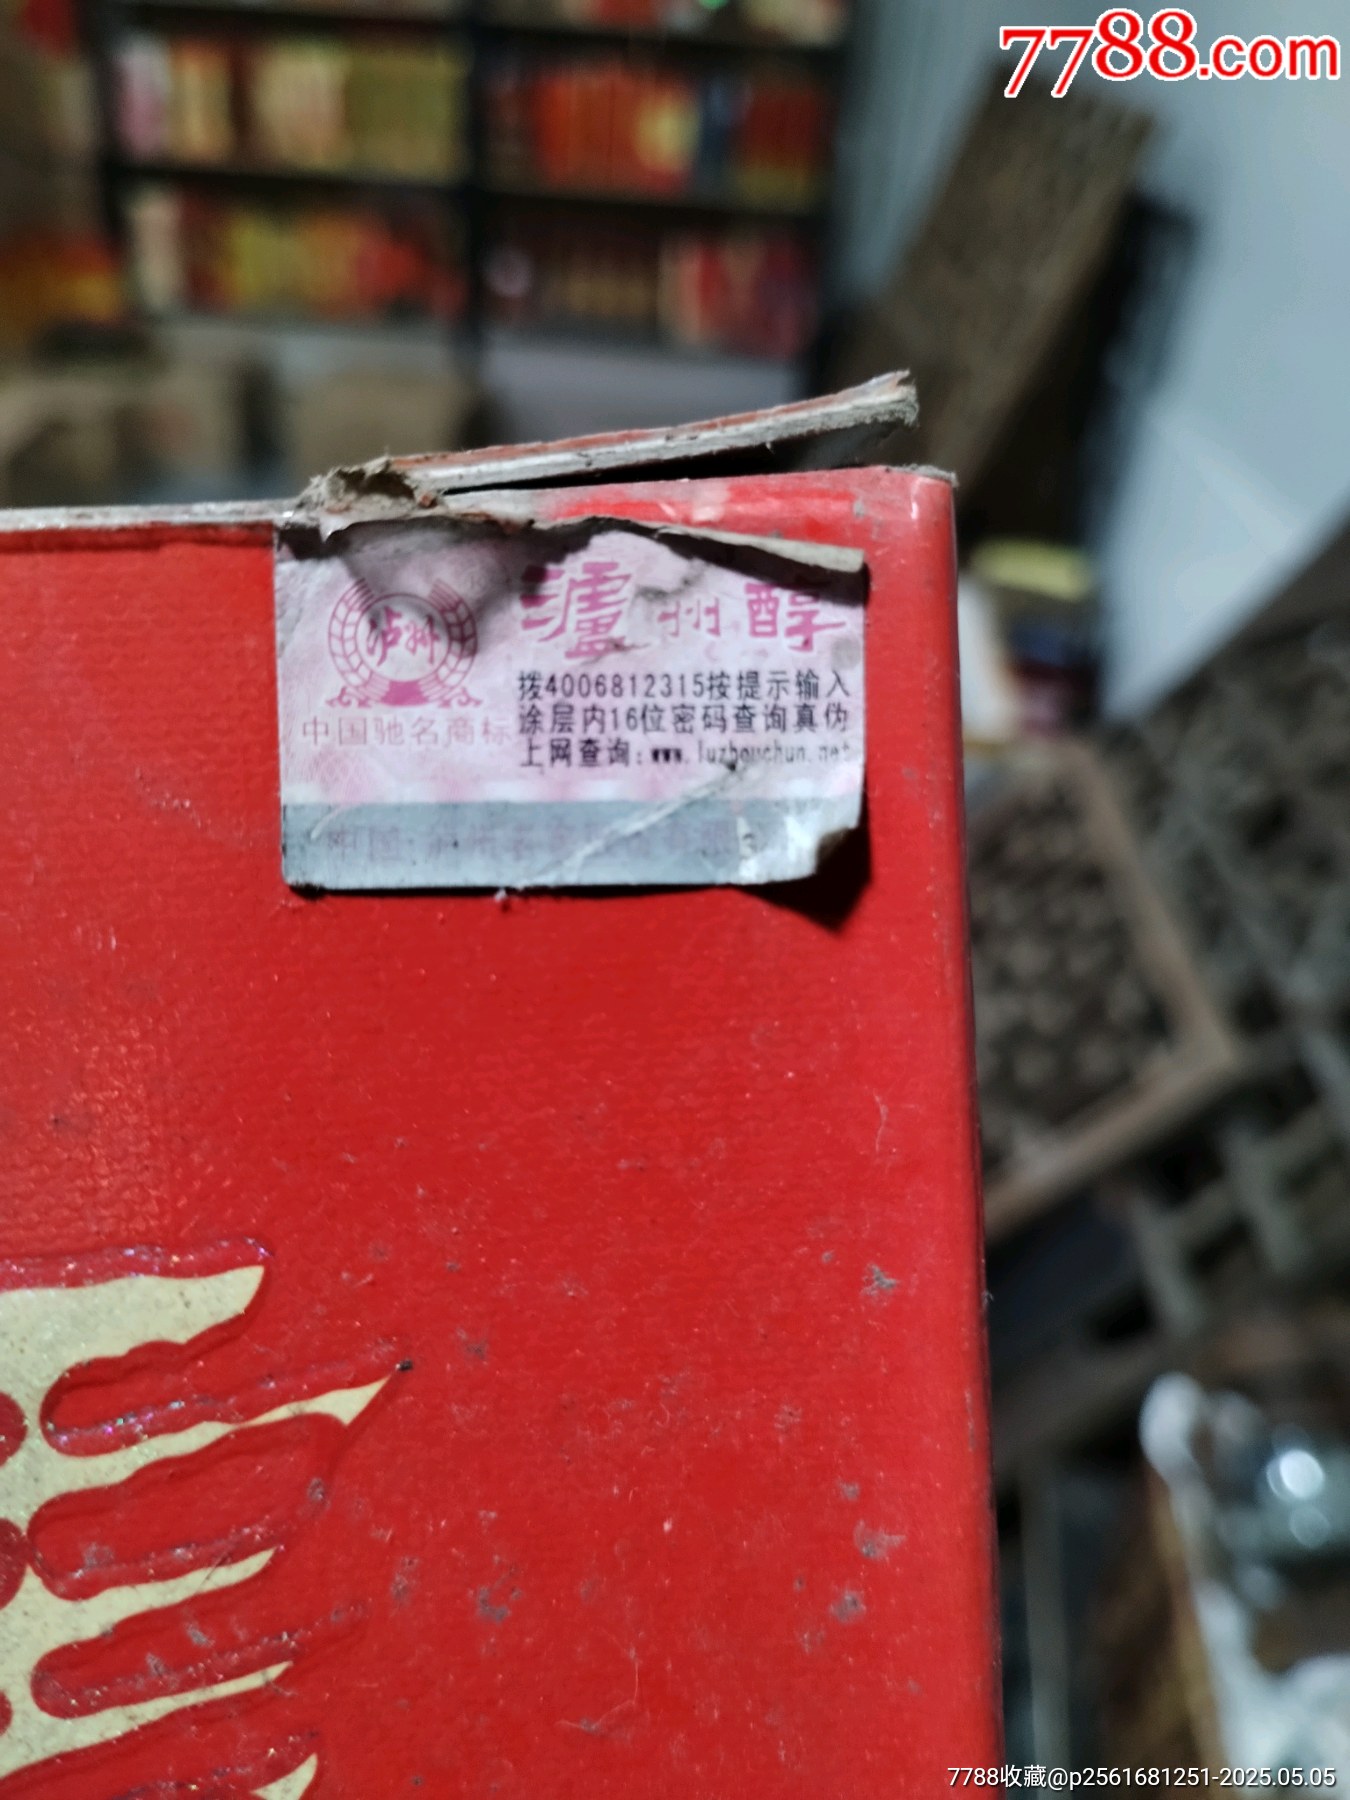 7788.com
瀘州醇
泸州
中国驰名商标
拨4006812315按提示输入
涂层内16位密码查询真伪
上网查询:www.luzhouchun.net
中国·
7788收藏@p2561681251-2025.05.05